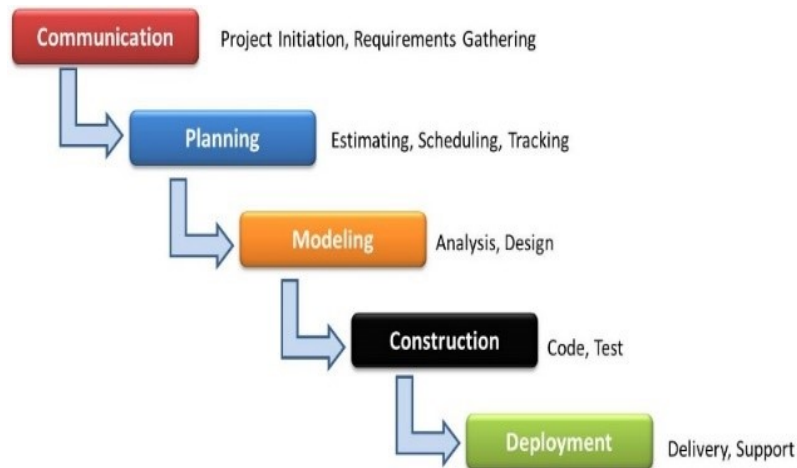 Communication
Project Initiation, Requirements Gathering
Planning
Estimating, Scheduling, Tracking
Modeling
Analysis, Design
Construction
Code, Test
Deployment
Delivery, Support